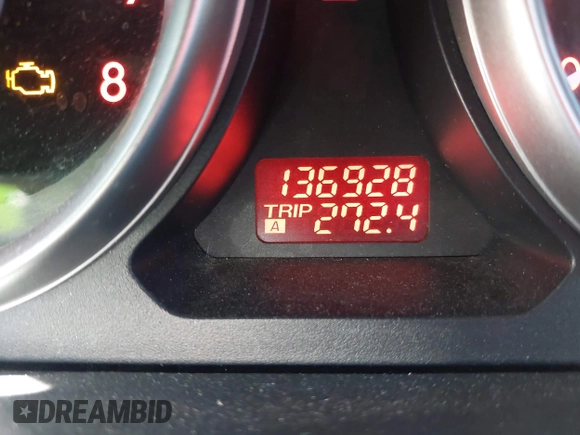 8
136928
TRIP
A 272.4
DREAMBID